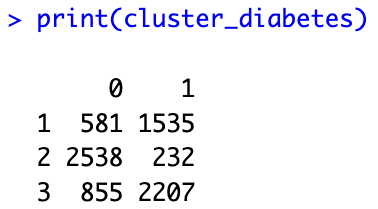 > print(cluster_diabetes)
0 1
1 581 1535
2 2538 232
3 855 2207